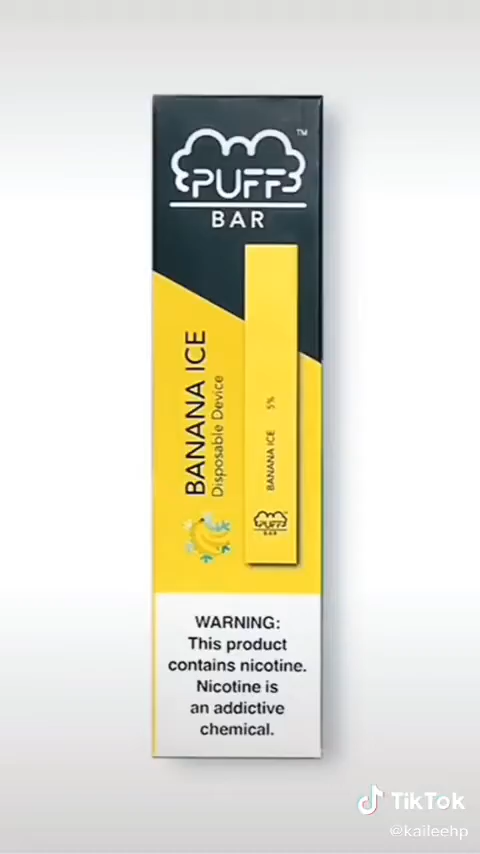 PUFF
BAR
TM
BANANA ICE
Disposable Device
BANANA ICE 5%
PUFF
BAR
WARNING:
This product
contains nicotine.
Nicotine is
an addictive
chemical.
TikTok
@kaileehp